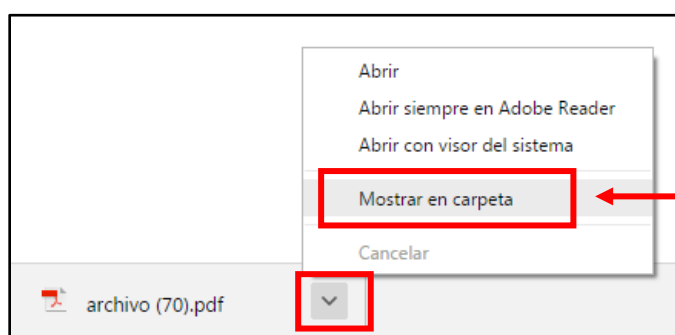 Abrir
Abrir siempre en Adobe Reader
Abrir con visor del sistema
Mostrar en carpeta
Cancelar
archivo (70).pdf